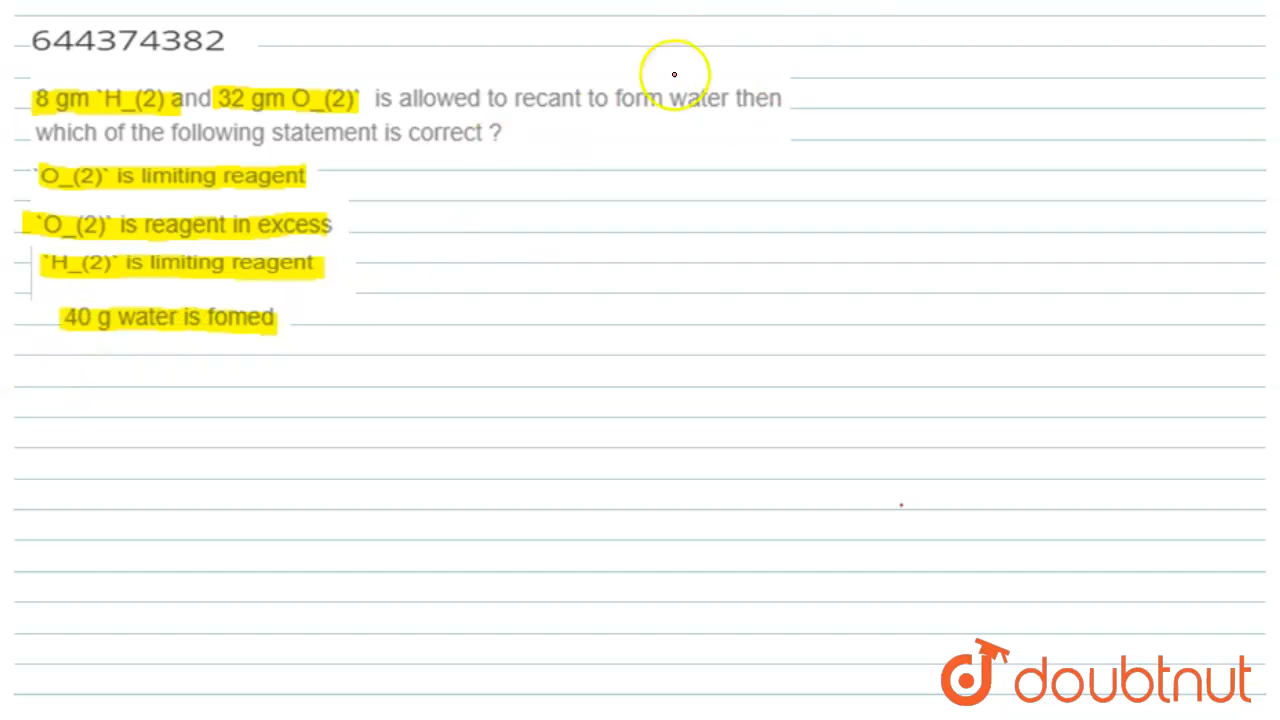 644374382
8 gm `H_(2) and 32 gm O_(2)` is allowed to recant to form water then
which of the following statement is correct ?
`O_(2)` is limiting reagent
`O_(2)` is reagent in excess
`H_(2)` is limiting reagent
40 g water is fomed
doubtnut